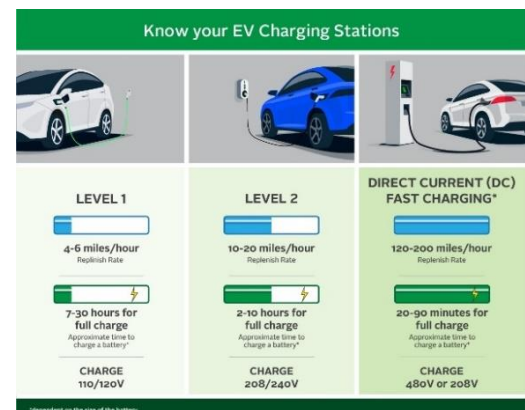 Know your EV Charging Stations
LEVEL 1
4-6 miles/hour
Replinish Rate
7-30 hours for
full charge
Approximate time to
charge a battery*
CHARGE
110/120V
LEVEL 2
10-20 miles/hour
Replenish Rate
2-10 hours for
full charge
Approximate time to
charge a battery*
CHARGE
208/240V
DIRECT CURRENT (DC)
FAST CHARGING*
120-200 miles/hour
Replenish Rate
20-90 minutes for
full charge
Approximate time to
charge a battery*
CHARGE
480V or 208V
*dependent on the size of the battery